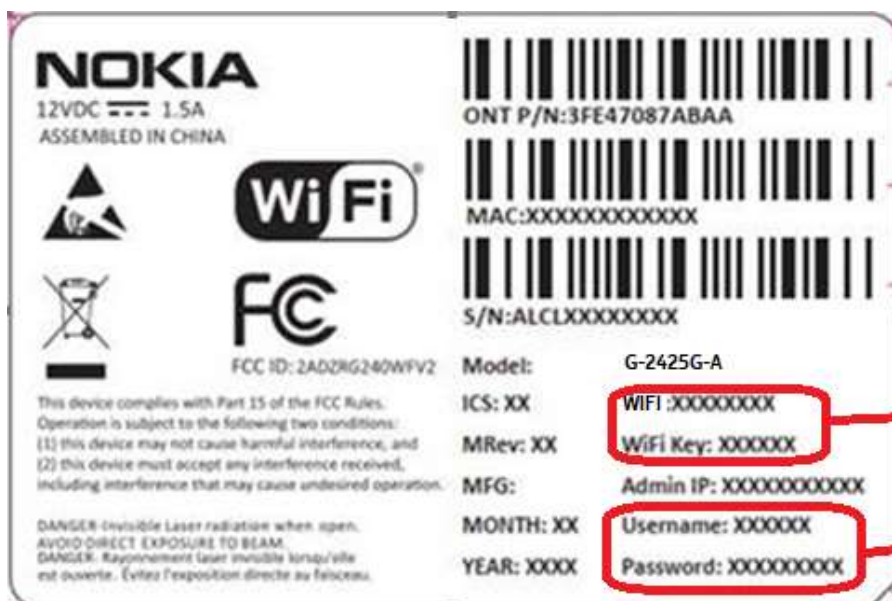 NOKIA
12VDC 1.5A
ASSEMBLED IN CHINA
WiFi
FC
FCC ID: 2ADZRG240WFV2
This device complies with Part 15 of the FCC Rules.
Operation is subject to the following two conditions:
(1) this device may not cause harmful interference, and
(2) this device must accept any interference received,
including interference that may cause undesired operation.
DANGER-Invisible Laser radiation when open.
AVOID DIRECT EXPOSURE TO BEAM.
DANGER- Rayonnement laser invisible lorsqu'elle
est ouverte. Évitez l'exposition directe au faisceau.
ONT P/N:3FE47087ABAA
MAC:XXXXXXXXXXXX
S/N:ALCLXXXXXXXX
Model: G-2425G-A
ICS: XX WIFI :XXXXXXXX
MRev: XX WiFi Key: XXXXXX
MFG: Admin IP: XXXXXXXXXXX
MONTH: XX Username: XXXXXX
YEAR: XXXX Password: XXXXXXXXX